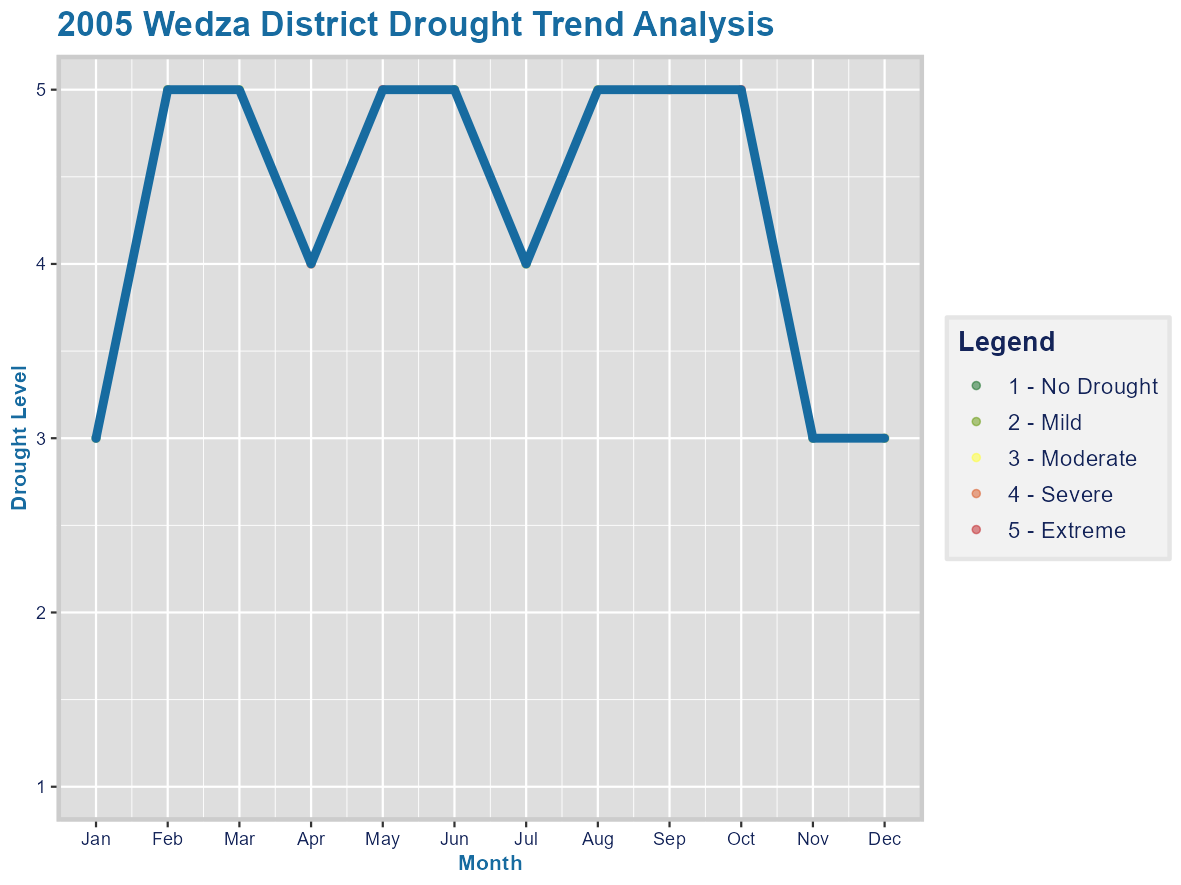 2005 Wedza District Drought Trend Analysis
Drought Level
5
4
3
2
1
Jan Feb Mar Apr May Jun Jul Aug Sep Oct Nov Dec
Month
Legend
1 - No Drought
2 - Mild
3 - Moderate
4 - Severe
5 - Extreme